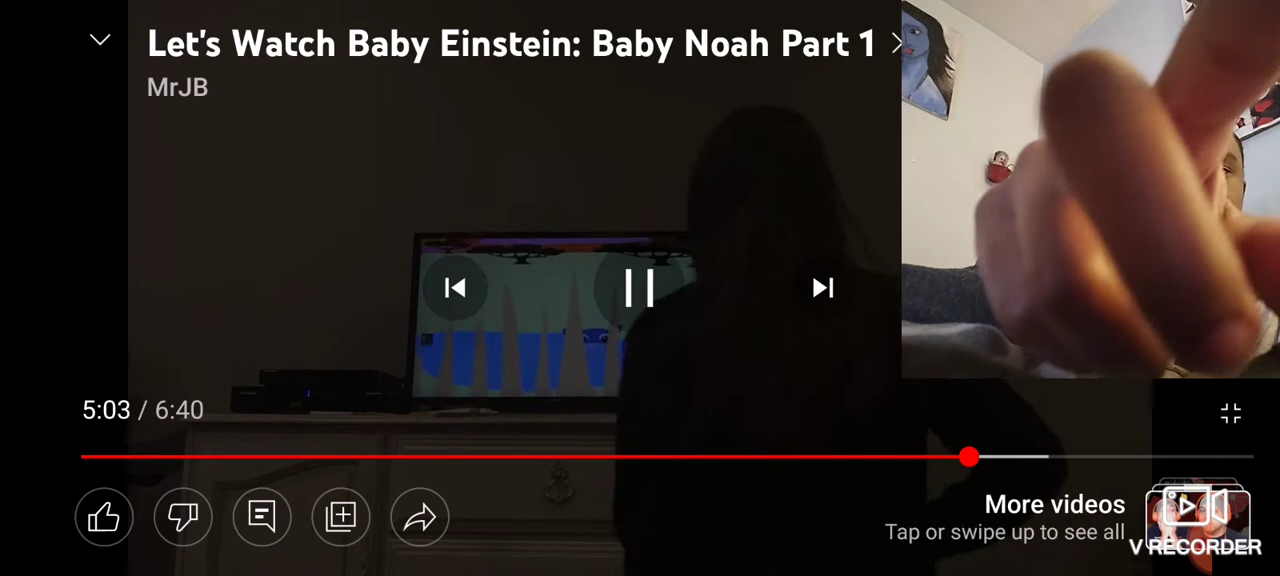 Let's Watch Baby Einstein: Baby Noah Part 1
MrJB
5:03 / 6:40
More videos
Tap or swipe up to see all
V RECORDER